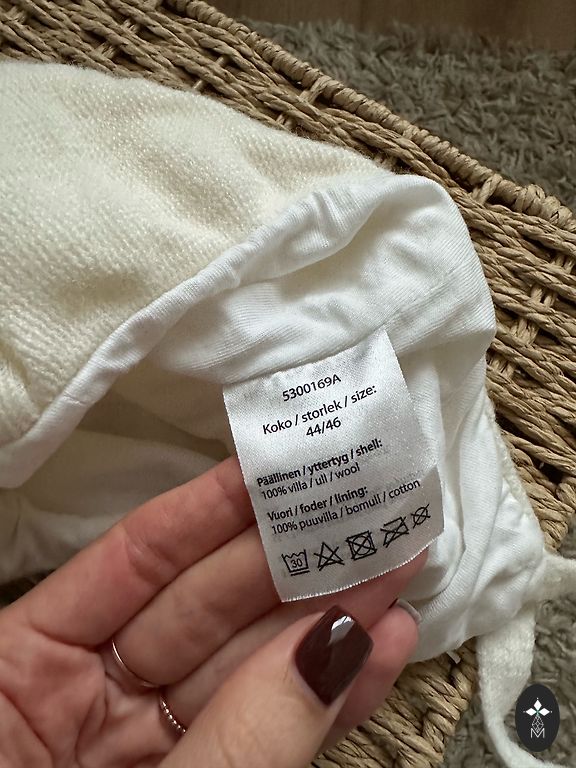 5300169A
Koko / storlek / size:
44/46
Päällinen / yttertyg / shell:
100% villa / ull / wool
Vuori / foder / lining:
100% puuvilla / bomull / cotton
30
M